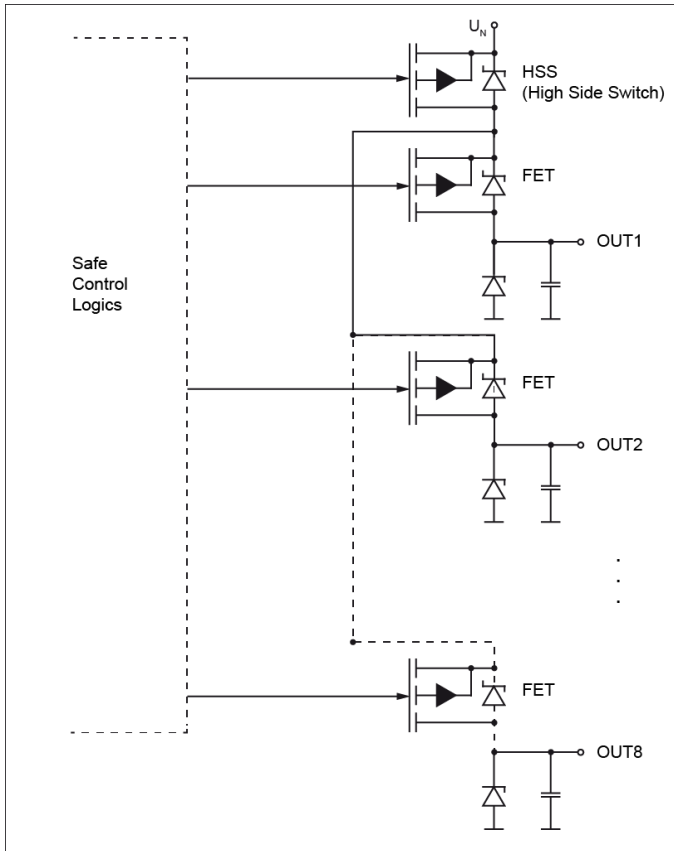 U_N
HSS
(High Side Switch)
FET
OUT1
Safe
Control
Logics
FET
OUT2
.
.
.
FET
OUT8